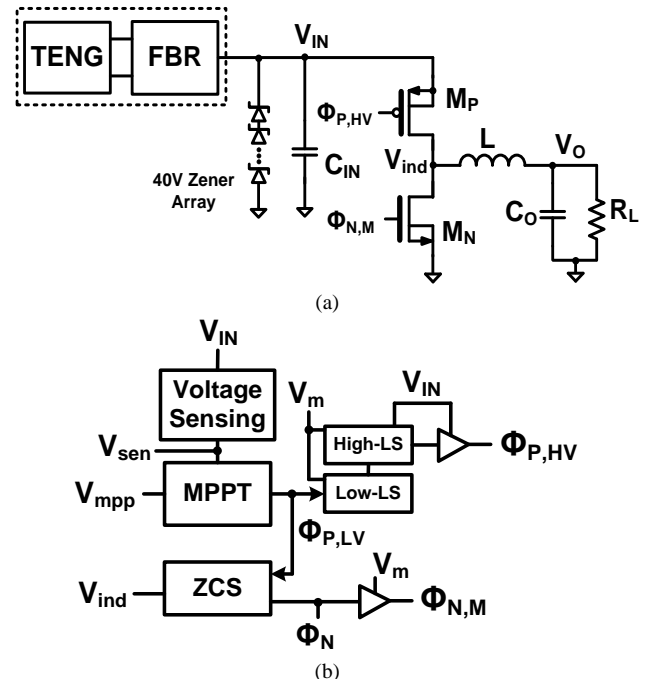 TENG
FBR
V_IN
40V Zener
Array
C_IN
Φ_P,HV
M_P
V_ind
L
V_O
Φ_N,M
M_N
C_O
R_L
(a)
V_IN
Voltage
Sensing
V_sen
V_mpp
MPPT
Φ_P,LV
V_m
High-LS
Low-LS
V_IN
Φ_P,HV
V_ind
ZCS
Φ_N
V_m
Φ_N,M
(b)